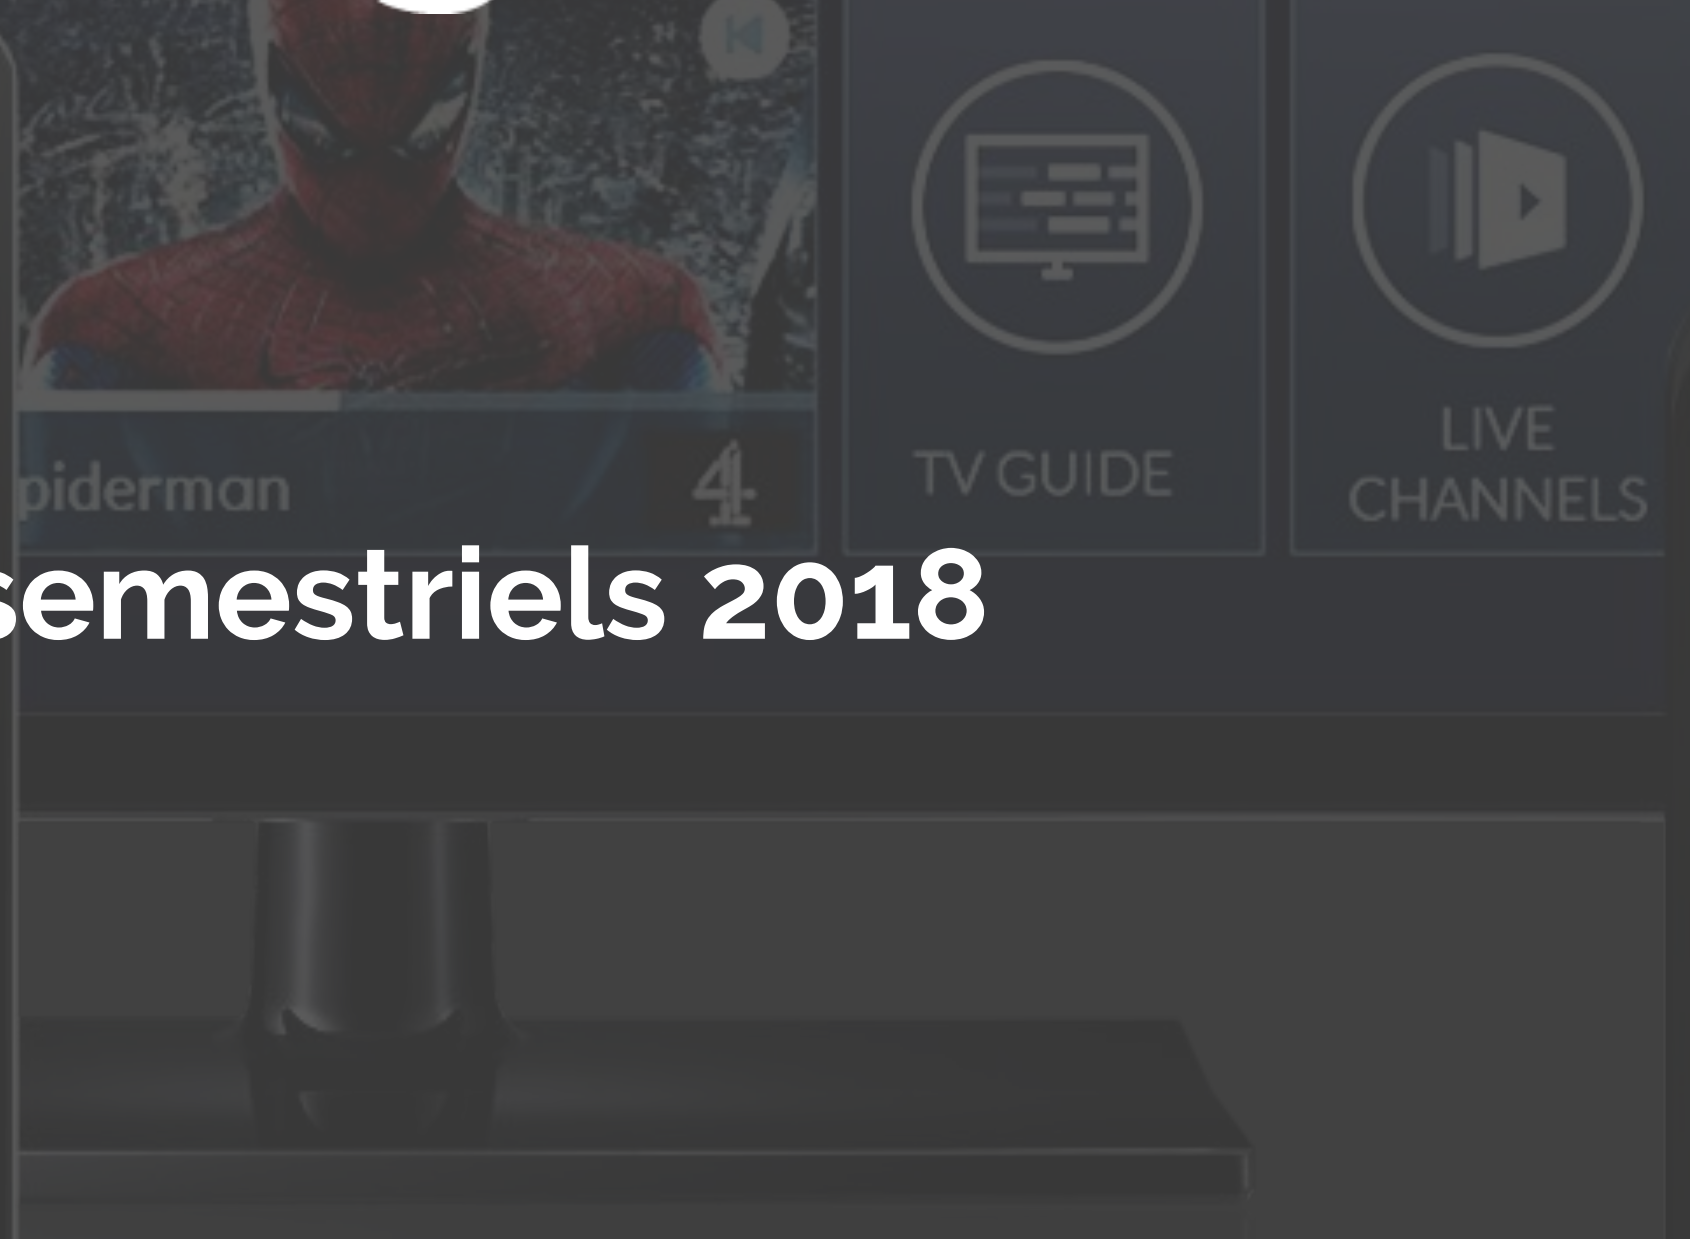 piderman
4
TV GUIDE
LIVE
CHANNELS
semestriels 2018